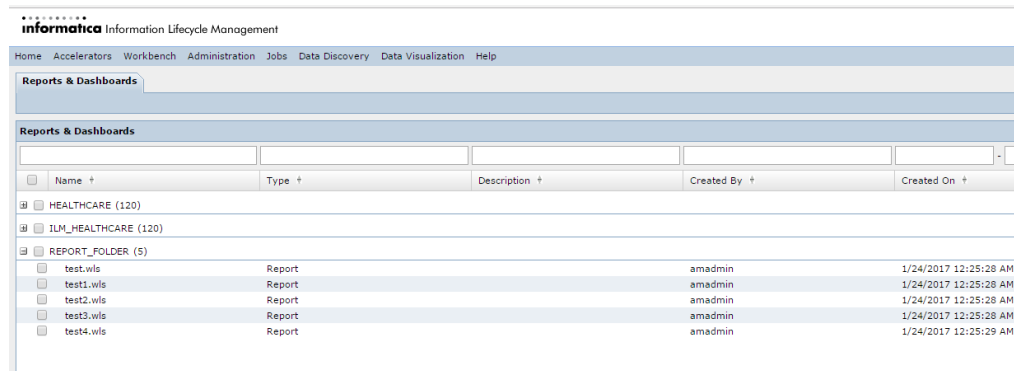 informatica Information Lifecycle Management
Home Accelerators Workbench Administration Jobs Data Discovery Data Visualization Help
Reports & Dashboards
Reports & Dashboards
-
Name Type Description Created By Created On
HEALTHCARE (120)
ILM_HEALTHCARE (120)
REPORT_FOLDER (5)
test.wls Report amadmin 1/24/2017 12:25:28 AM
test1.wls Report amadmin 1/24/2017 12:25:28 AM
test2.wls Report amadmin 1/24/2017 12:25:28 AM
test3.wls Report amadmin 1/24/2017 12:25:28 AM
test4.wls Report amadmin 1/24/2017 12:25:29 AM